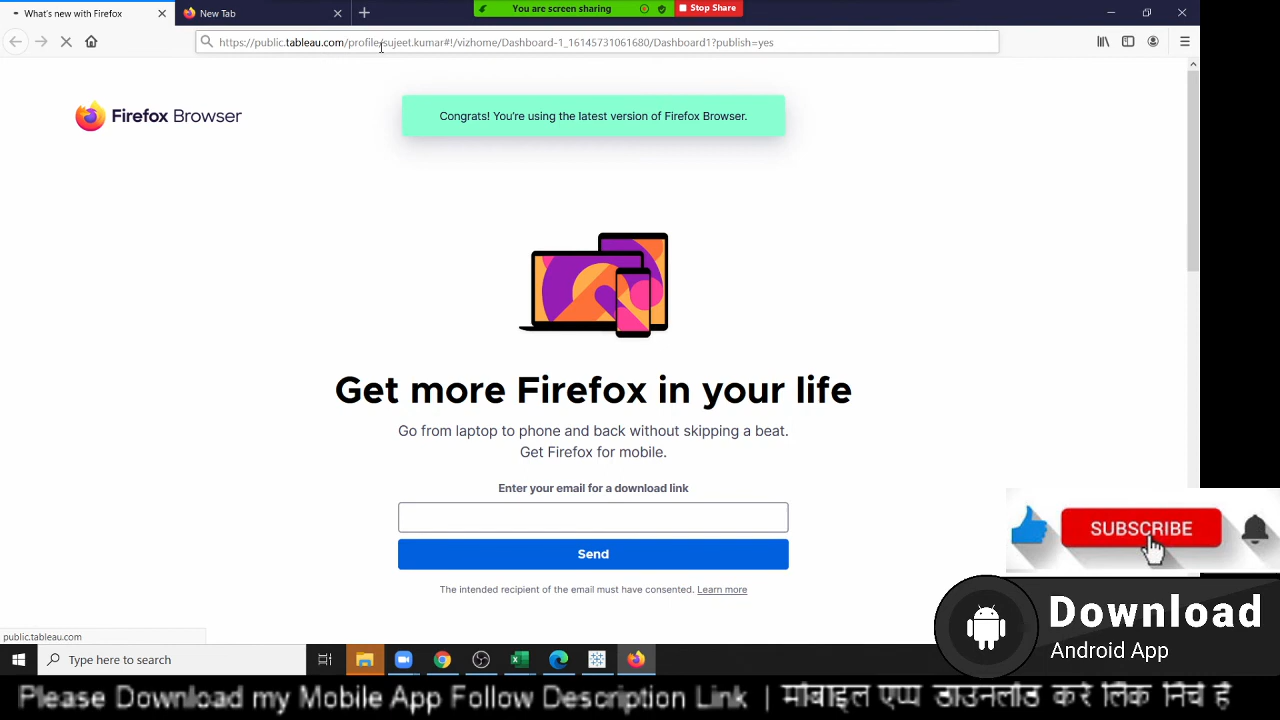 What's new with Firefox
New Tab
You are screen sharing
Stop Share
https://public.tableau.com/profile/sujeet.kumar#!/vizhome/Dashboard-1_16145731061680/Dashboard1?publish=yes
Firefox Browser
Congrats! You're using the latest version of Firefox Browser.
Get more Firefox in your life
Go from laptop to phone and back without skipping a beat.
Get Firefox for mobile.
Enter your email for a download link
Send
The intended recipient of the email must have consented. Learn more
SUBSCRIBE
Download
Android App
public.tableau.com
Type here to search
Please Download my Mobile App Follow Description Link | मोबाइल एप्प डाउनलोड करे लिंक निचे है